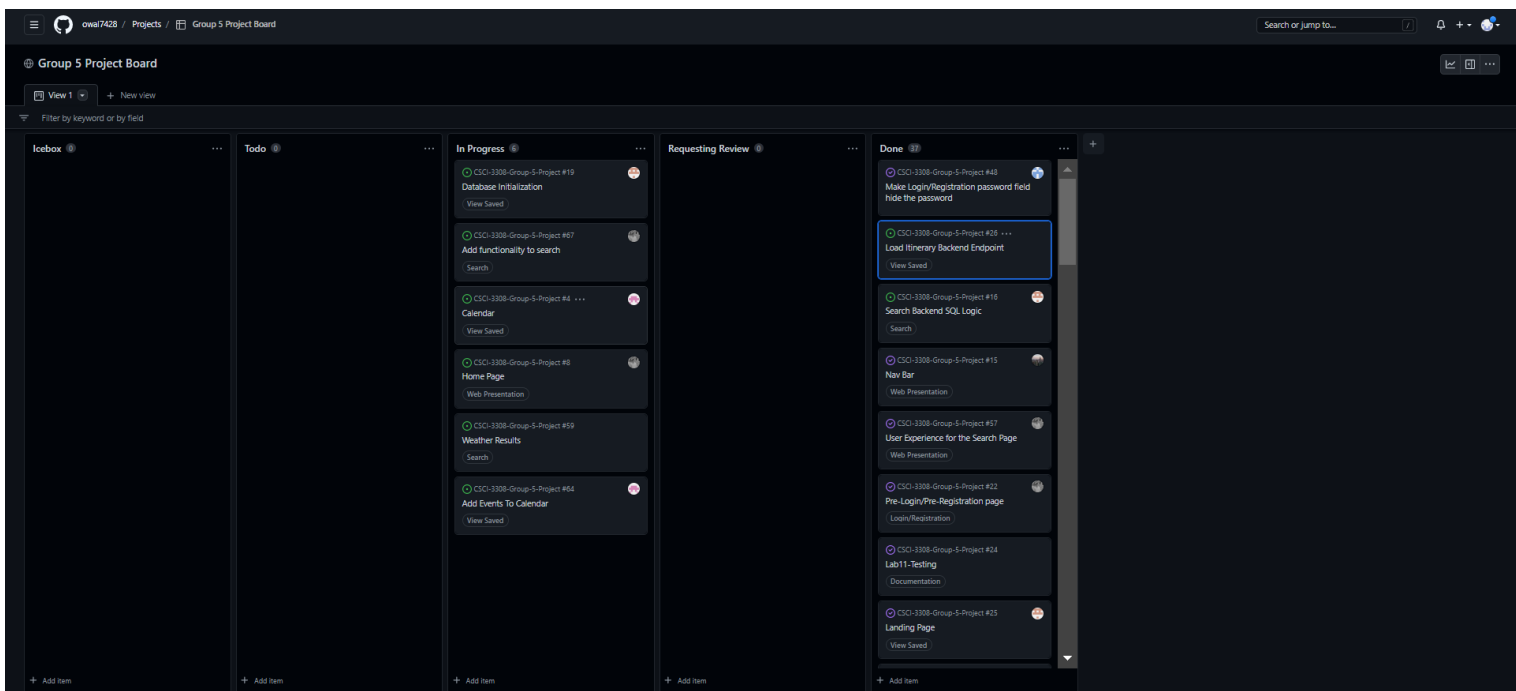 owal7428 / Projects / Group 5 Project Board
Search or jump to... /
Group 5 Project Board
View 1
+ New view
Filter by keyword or by field
Icebox 0
Todo 0
In Progress 6
Requesting Review 0
Done 37
CSCI-3308-Group-5-Project #19
Database Initialization
View Saved
CSCI-3308-Group-5-Project #67
Add functionality to search
Search
CSCI-3308-Group-5-Project #4
Calendar
View Saved
CSCI-3308-Group-5-Project #8
Home Page
Web Presentation
CSCI-3308-Group-5-Project #59
Weather Results
Search
CSCI-3308-Group-5-Project #64
Add Events To Calendar
View Saved
CSCI-3308-Group-5-Project #48
Make Login/Registration password field
hide the password
CSCI-3308-Group-5-Project #26
Load Itinerary Backend Endpoint
View Saved
CSCI-3308-Group-5-Project #16
Search Backend SQL Logic
Search
CSCI-3308-Group-5-Project #15
Nav Bar
Web Presentation
CSCI-3308-Group-5-Project #57
User Experience for the Search Page
Web Presentation
CSCI-3308-Group-5-Project #22
Pre-Login/Pre-Registration page
Login/Registration
CSCI-3308-Group-5-Project #24
Lab11-Testing
Documentation
CSCI-3308-Group-5-Project #25
Landing Page
View Saved
+ Add item
+ Add item
+ Add item
+ Add item
+ Add item